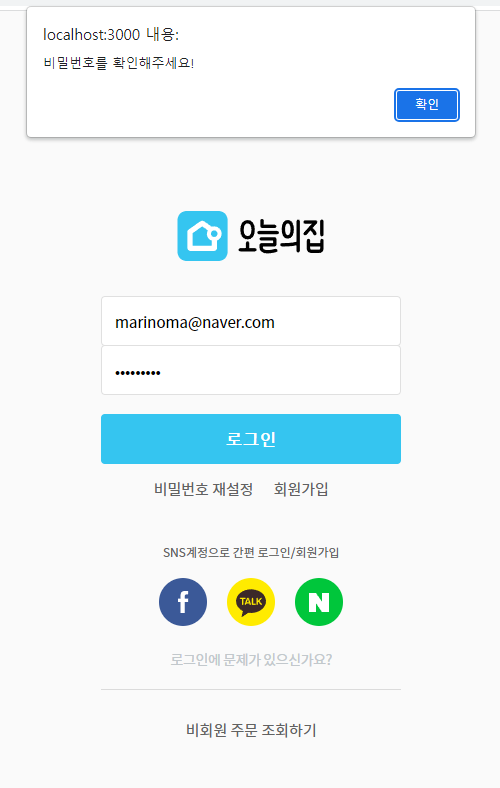 localhost:3000 내용:
비밀번호를 확인해주세요!
확인
오늘의집
marinoma@naver.com
•••••••••
로그인
비밀번호 재설정 회원가입
SNS계정으로 간편 로그인/회원가입
f TALK N
로그인에 문제가 있으신가요?
비회원 주문 조회하기